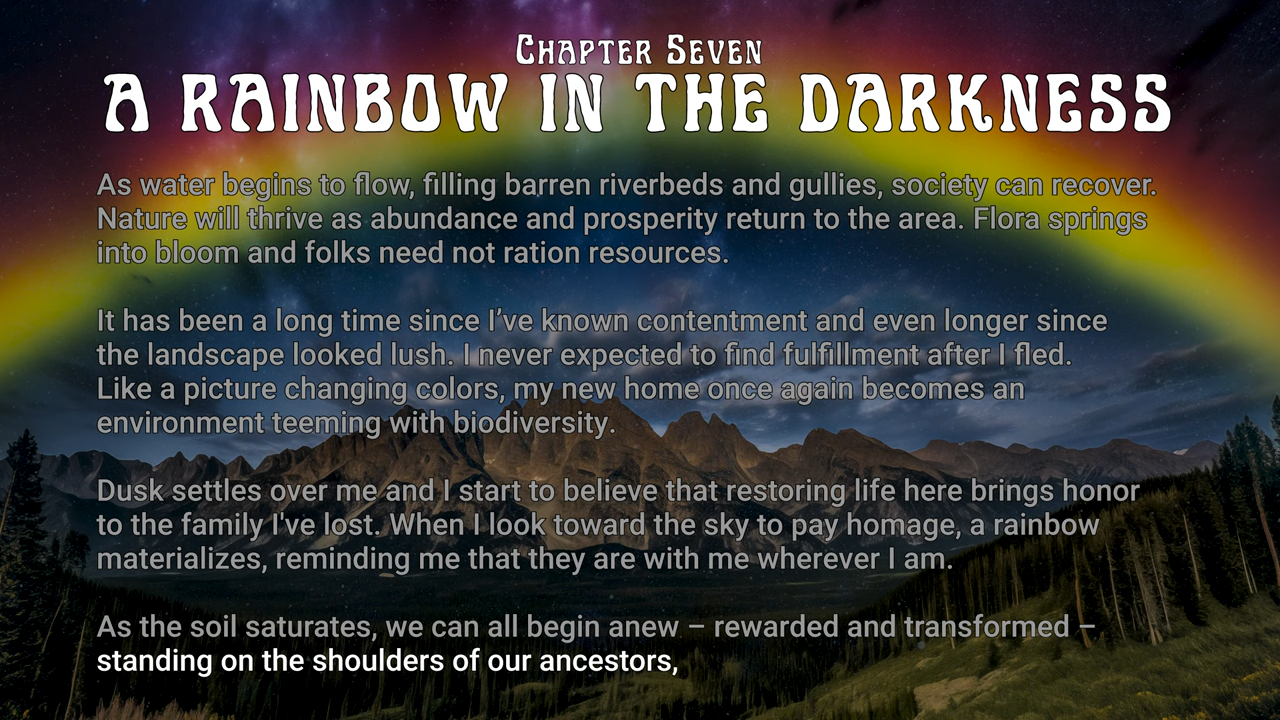 Chapter Seven
A RAINBOW IN THE DARKNESS
As water begins to flow, filling barren riverbeds and gullies, society can recover.
Nature will thrive as abundance and prosperity return to the area. Flora springs
into bloom and folks need not ration resources.
It has been a long time since I’ve known contentment and even longer since
the landscape looked lush. I never expected to find fulfillment after I fled.
Like a picture changing colors, my new home once again becomes an
environment teeming with biodiversity.
Dusk settles over me and I start to believe that restoring life here brings honor
to the family I've lost. When I look toward the sky to pay homage, a rainbow
materializes, reminding me that they are with me wherever I am.
As the soil saturates, we can all begin anew – rewarded and transformed –
standing on the shoulders of our ancestors,